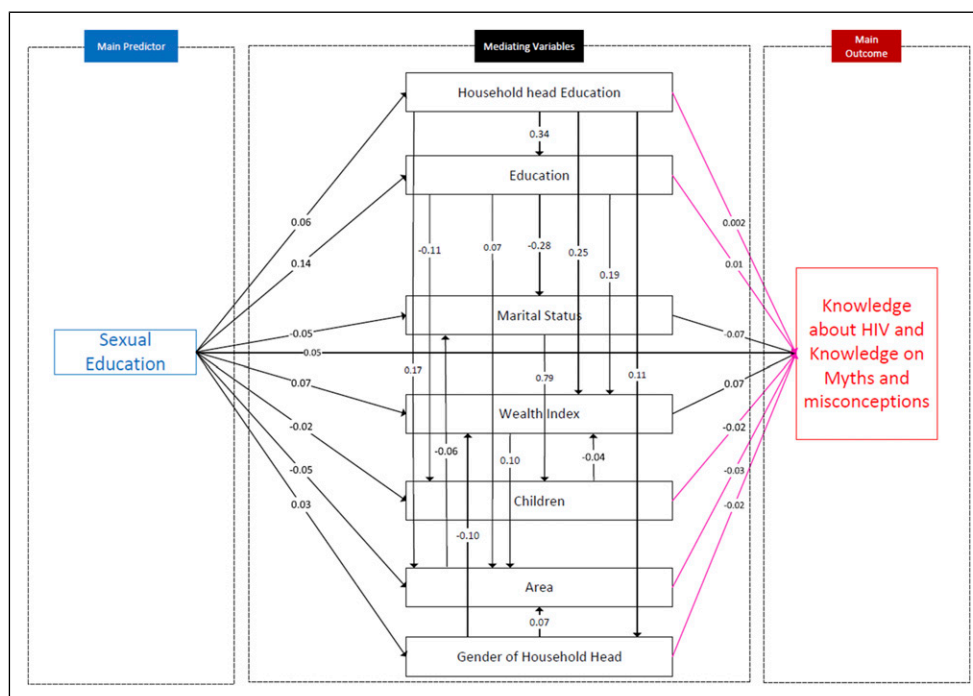 Main Predictor
Mediating Variables
Main
Outcome
Household head Education
0.34
Education
0.06
0.002
-0.11
0.07
-0.28
0.25
0.19
0.14
0.01
Marital Status
Sexual
Education
-0.05
-0.07
0.05
Knowledge
about HIV and
Knowledge on
Myths and
misconceptions
0.17
0.79
0.11
0.07
0.07
Wealth Index
-0.02
-0.06
0.10
-0.04
-0.02
Children
-0.05
-0.03
0.03
-0.10
-0.02
Area
0.07
Gender of Household Head